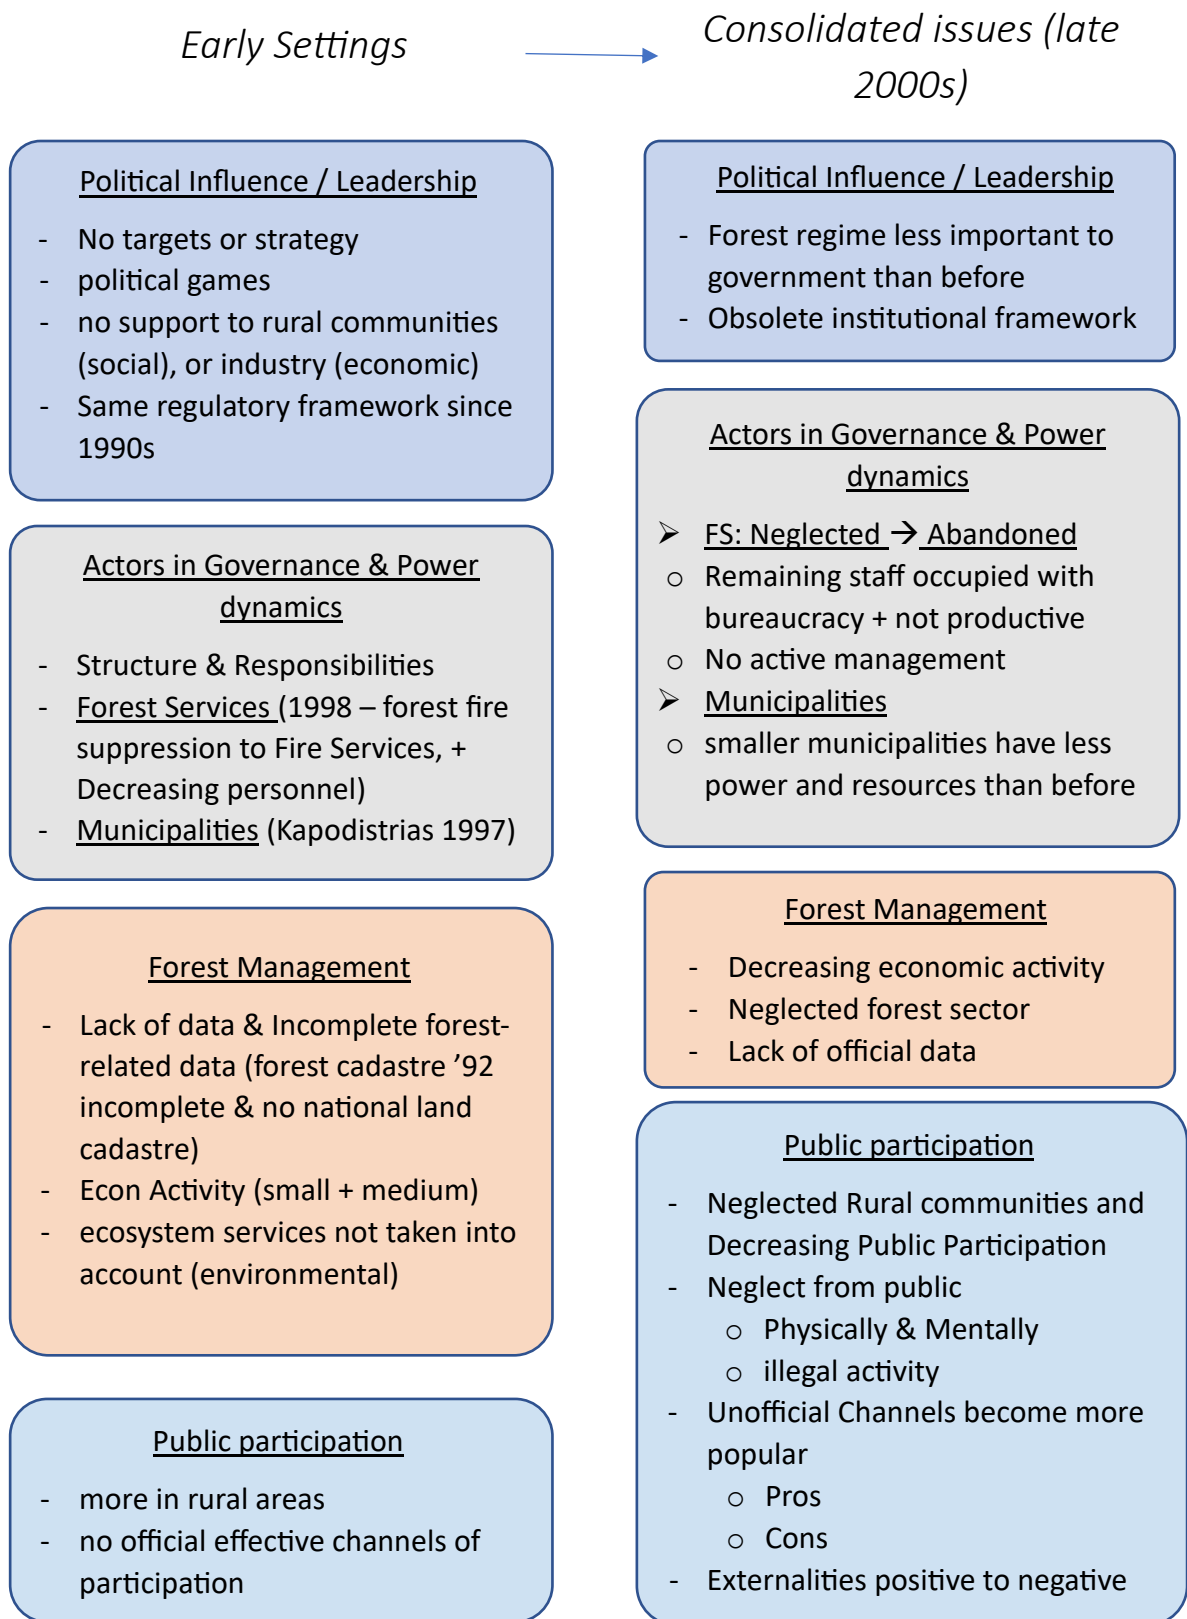 Early Settings
Consolidated issues (late
2000s)
Political Influence / Leadership
- No targets or strategy
- political games
- no support to rural communities
(social), or industry (economic)
- Same regulatory framework since
1990s
Actors in Governance & Power
dynamics
- Structure & Responsibilities
- Forest Services (1998 – forest fire
suppression to Fire Services, +
Decreasing personnel)
- Municipalities (Kapodistrias 1997)
Forest Management
- Lack of data & Incomplete forest-
related data (forest cadastre ’92
incomplete & no national land
cadastre)
- Econ Activity (small + medium)
- ecosystem services not taken into
account (environmental)
Public participation
- more in rural areas
- no official effective channels of
participation
Political Influence / Leadership
- Forest regime less important to
government than before
- Obsolete institutional framework
Actors in Governance & Power
dynamics
➢ FS: Neglected → Abandoned
o Remaining staff occupied with
bureaucracy + not productive
o No active management
➢ Municipalities
o smaller municipalities have less
power and resources than before
Forest Management
- Decreasing economic activity
- Neglected forest sector
- Lack of official data
Public participation
- Neglected Rural communities and
Decreasing Public Participation
- Neglect from public
o Physically & Mentally
o illegal activity
- Unofficial Channels become more
popular
o Pros
o Cons
- Externalities positive to negative